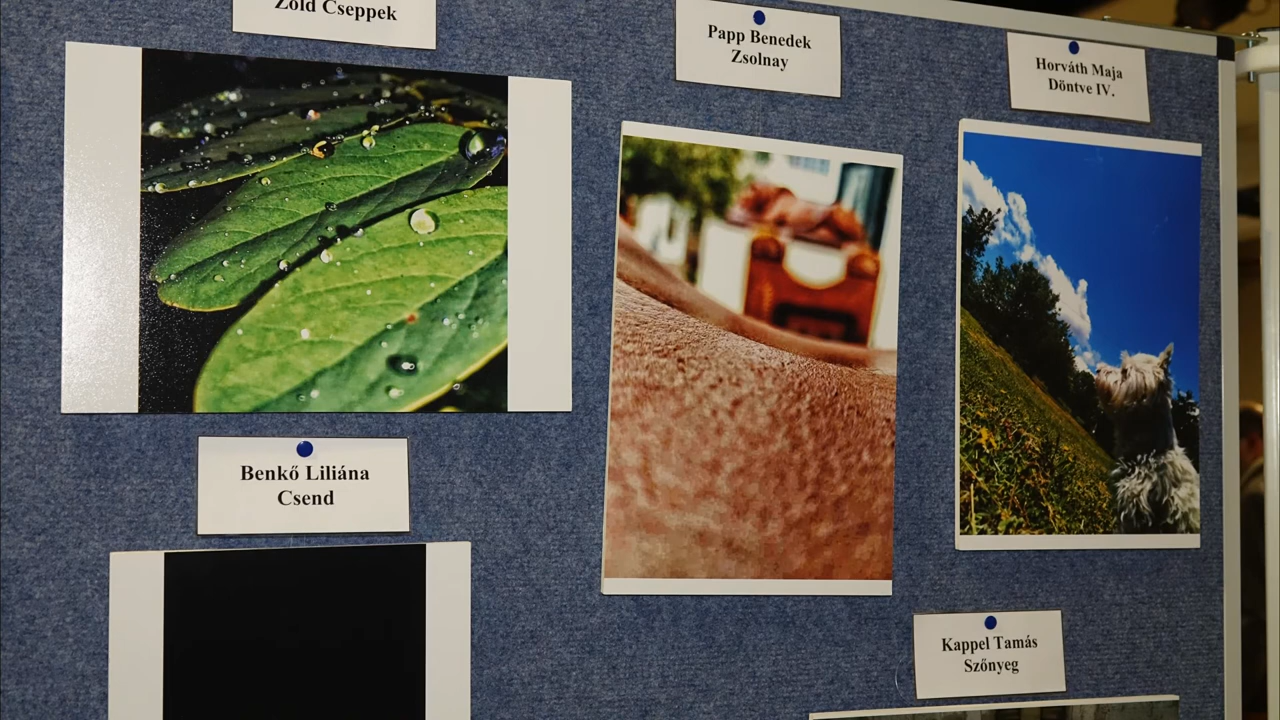 Zöld Cseppek
Papp Benedek
Zsolnay
Horváth Maja
Döntve IV.
Benkő Liliána
Csend
Kappel Tamás
Szőnyeg